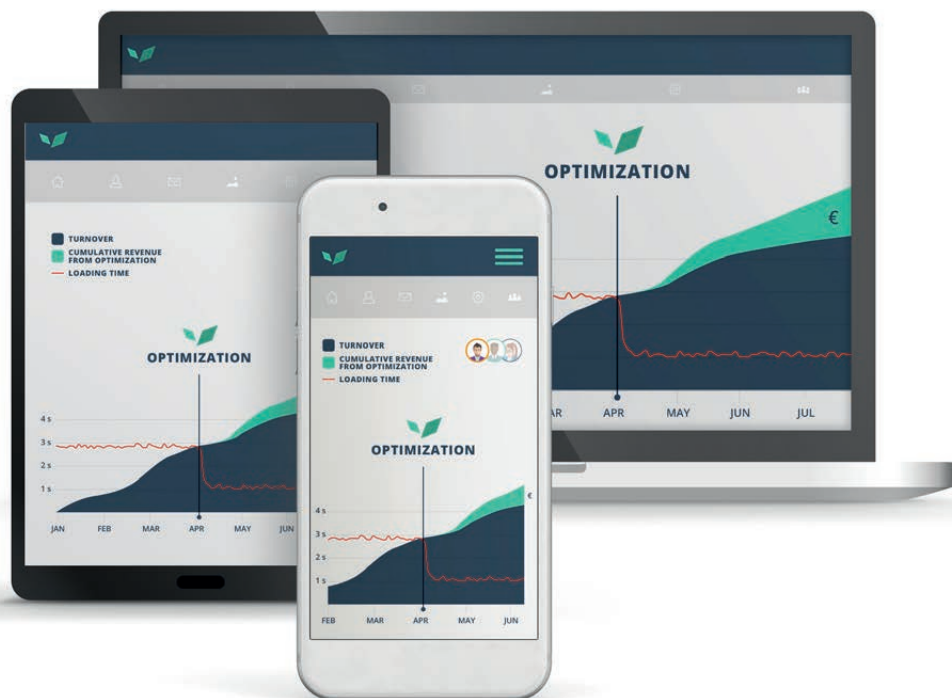 OPTIMIZATION
€
AR
APR
MAY
JUN
JUL
TURNOVER
CUMULATIVE REVENUE
FROM OPTIMIZATION
LOADING TIME
OPTIMIZATION
4 s
3 s
2 s
1 s
JAN
FEB
MAR
APR
MAY
JUN
TURNOVER
CUMULATIVE REVENUE
FROM OPTIMIZATION
LOADING TIME
OPTIMIZATION
€
4 s
3 s
2 s
1 s
FEB
MAR
APR
MAY
JUN